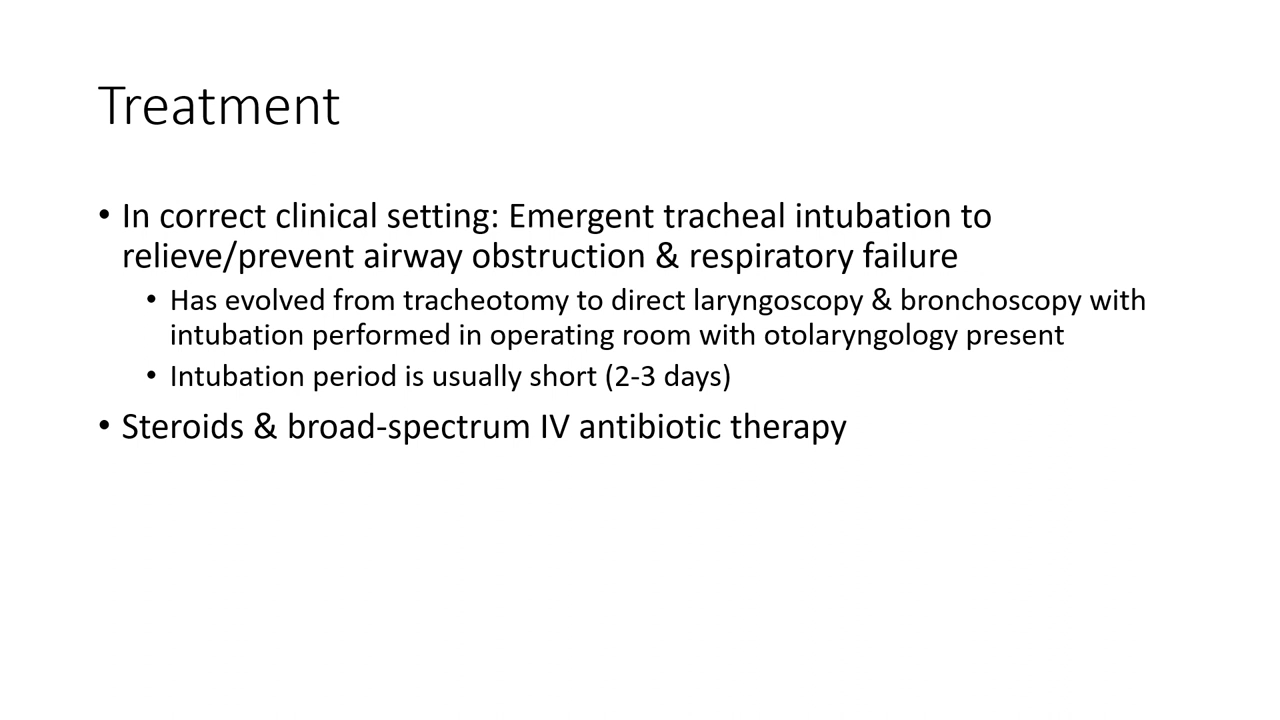 Treatment
• In correct clinical setting: Emergent tracheal intubation to
relieve/prevent airway obstruction & respiratory failure
• Has evolved from tracheotomy to direct laryngoscopy & bronchoscopy with
intubation performed in operating room with otolaryngology present
• Intubation period is usually short (2-3 days)
• Steroids & broad-spectrum IV antibiotic therapy